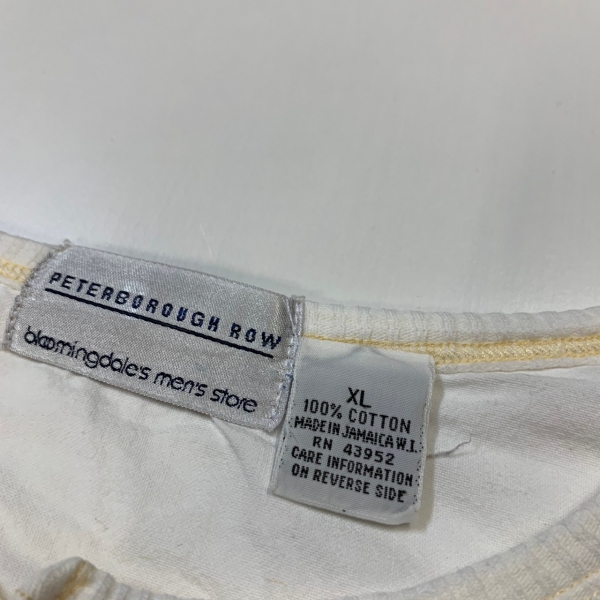 PETERBOROUGH ROW
bloomingdale's men's store
XL
100% COTTON
MADE IN JAMAICA W.I.
RN 43952
CARE INFORMATION
ON REVERSE SIDE